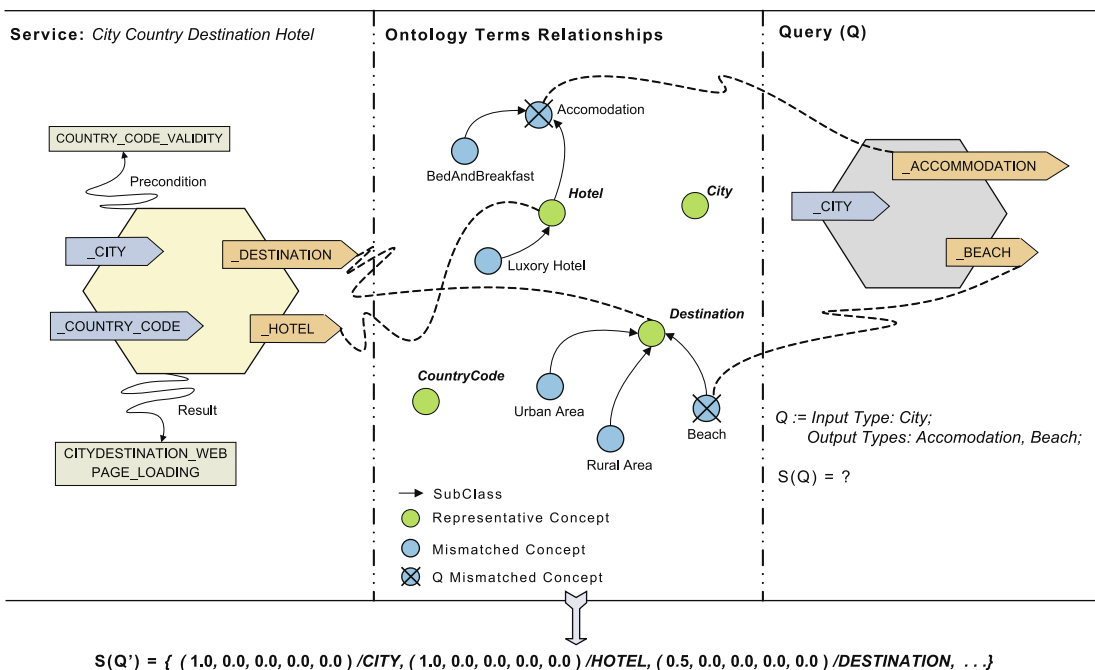 Service: City Country Destination Hotel
COUNTRY_CODE_VALIDITY
Precondition
_CITY
_DESTINATION
_COUNTRY_CODE
_HOTEL
Result
CITYDESTINATION_WEB
PAGE_LOADING
Ontology Terms Relationships
Accomodation
BedAndBreakfast
Hotel
City
Luxory Hotel
Destination
CountryCode
Urban Area
Beach
Rural Area
SubClass
Representative Concept
Mismatched Concept
Q Mismatched Concept
Query (Q)
_ACCOMMODATION
_CITY
_BEACH
Q := Input Type: City;
Output Types: Accomodation, Beach;
S(Q) = ?
S(Q’) = { ( 1.0, 0.0, 0.0, 0.0, 0.0 ) /CITY, ( 1.0, 0.0, 0.0, 0.0, 0.0 ) /HOTEL, ( 0.5, 0.0, 0.0, 0.0, 0.0 ) /DESTINATION, . . .}